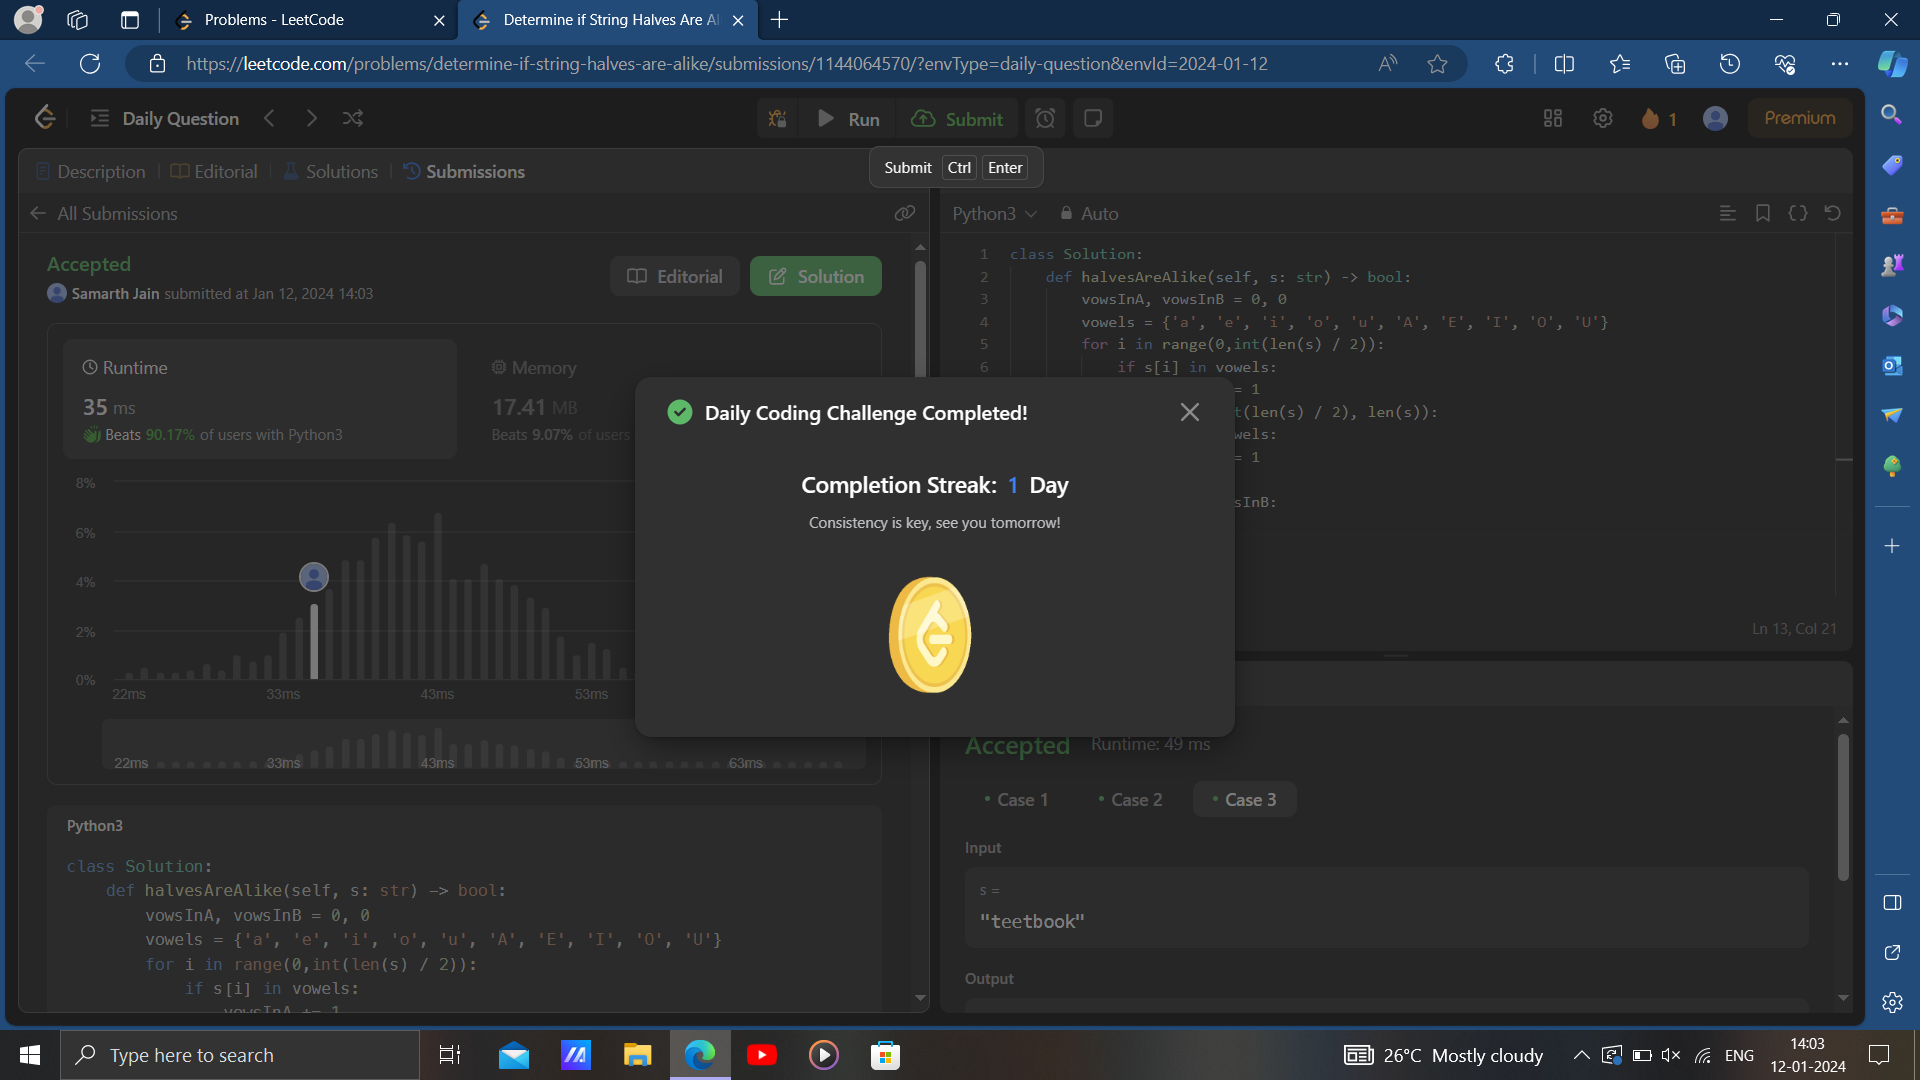 Problems - LeetCode
Determine if String Halves Are Al
https://leetcode.com/problems/determine-if-string-halves-are-alike/submissions/1144064570/?envType=daily-question&envId=2024-01-12
Daily Question
Run
Submit
1
Premium
Submit Ctrl Enter
Description
Editorial
Solutions
Submissions
All Submissions
Accepted
Samarth Jain submitted at Jan 12, 2024 14:03
Editorial
Solution
Runtime
35 ms
Beats 90.17% of users with Python3
Memory
17.41 MB
Beats 9.07% of users
8%
6%
4%
2%
0%
22ms 33ms 43ms 53ms
22ms 33ms 43ms 53ms 63ms
Python3
class Solution:
def halvesAreAlike(self, s: str) -> bool:
vowsInA, vowsInB = 0, 0
vowels = {'a', 'e', 'i', 'o', 'u', 'A', 'E', 'I', 'O', 'U'}
for i in range(0,int(len(s) / 2)):
if s[i] in vowels:
vowsInA += 1
Python3
Auto
1 class Solution:
2 def halvesAreAlike(self, s: str) -> bool:
3 vowsInA, vowsInB = 0, 0
4 vowels = {'a', 'e', 'i', 'o', 'u', 'A', 'E', 'I', 'O', 'U'}
5 for i in range(0,int(len(s) / 2)):
6 if s[i] in vowels:
= 1
t(len(s) / 2), len(s)):
wels:
= 1
sInB:
Ln 13, Col 21
Daily Coding Challenge Completed!
Completion Streak: 1 Day
Consistency is key, see you tomorrow!
Accepted
Runtime: 49 ms
Case 1
Case 2
Case 3
Input
s =
"teetbook"
Output
Type here to search
26°C Mostly cloudy
ENG
14:03
12-01-2024